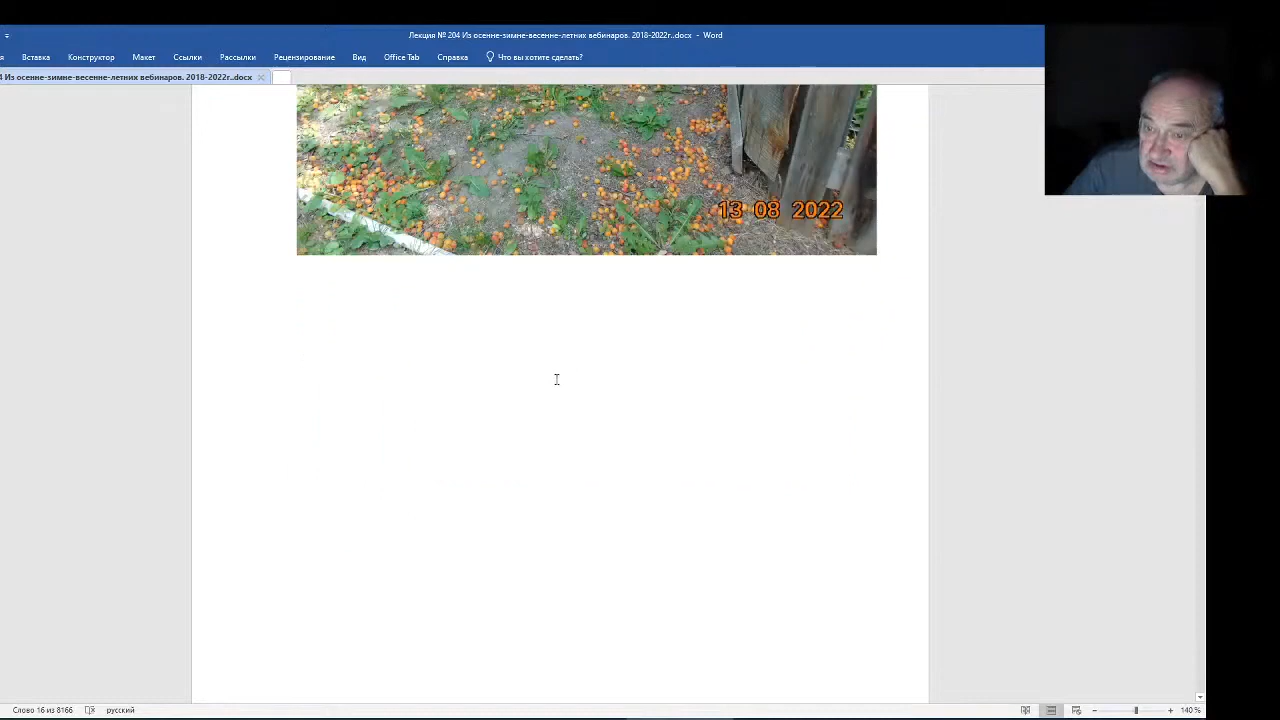 Лекция № 204 Из осенне-зимне-весенне-летних вебинаров. 2018-2022г..docx - Word
Вставка Конструктор Макет Ссылки Рассылки Рецензирование Вид Office Tab Справка Что вы хотите сделать?
4 Из осенне-зимне-весенне-летних вебинаров. 2018-2022г..docx
13 08 2022
Слово 16 из 8166 русский 140 %